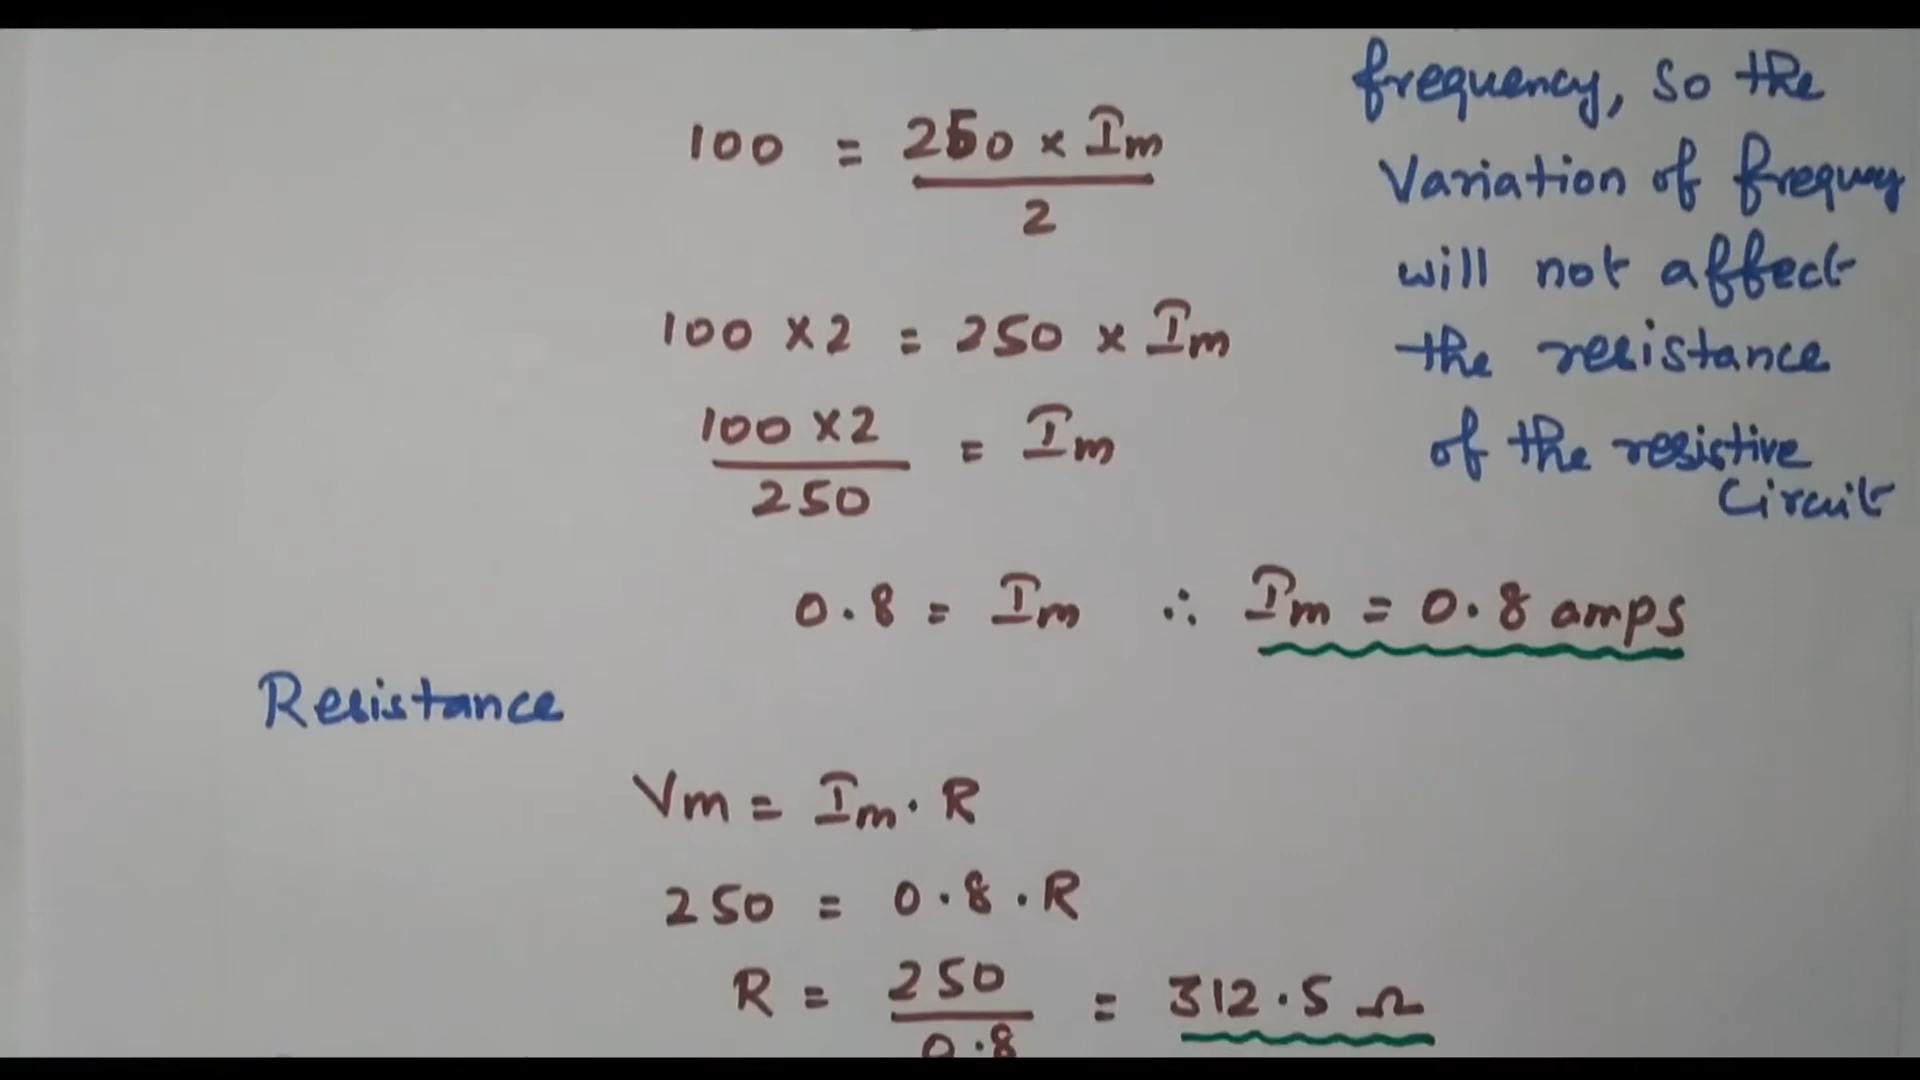 100 = 250 × Im
2
100 × 2 = 250 × Im
100 × 2 = Im
250
0.8 = Im ∴ Im = 0.8 amps
frequency, so the
Variation of frequny
will not affect
the resistance
of the resistive
Circuit
Resistance
Vm = Im . R
250 = 0.8 . R
R = 250 = 312.5 Ω
0.8